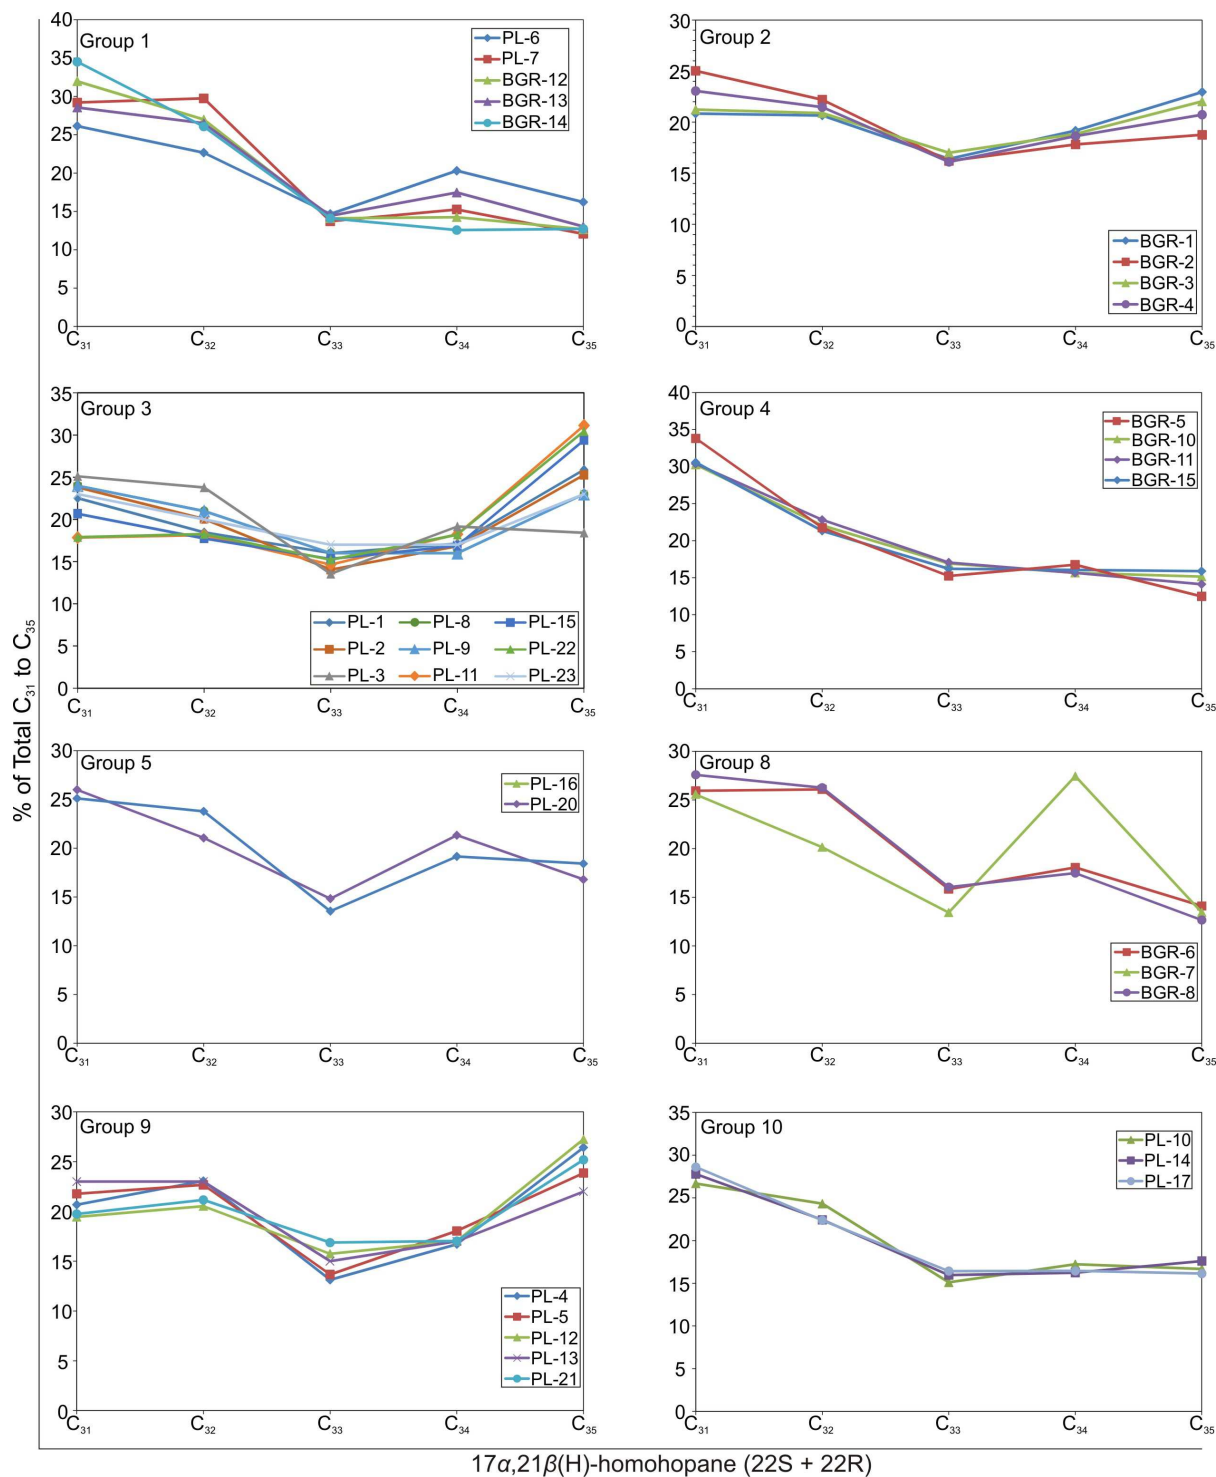 % of Total C₃₁ to C₃₅
Group 1
PL-6
PL-7
BGR-12
BGR-13
BGR-14
40
35
30
25
20
15
10
5
0
C₃₁ C₃₂ C₃₃ C₃₄ C₃₅
Group 2
BGR-1
BGR-2
BGR-3
BGR-4
30
25
20
15
10
5
0
C₃₁ C₃₂ C₃₃ C₃₄ C₃₅
Group 3
PL-1 PL-8 PL-15
PL-2 PL-9 PL-22
PL-3 PL-11 PL-23
35
30
25
20
15
10
5
0
C₃₁ C₃₂ C₃₃ C₃₄ C₃₅
Group 4
BGR-5
BGR-10
BGR-11
BGR-15
40
35
30
25
20
15
10
5
0
C₃₁ C₃₂ C₃₃ C₃₄ C₃₅
Group 5
PL-16
PL-20
30
25
20
15
10
5
0
C₃₁ C₃₂ C₃₃ C₃₄ C₃₅
Group 8
BGR-6
BGR-7
BGR-8
30
25
20
15
10
5
0
C₃₁ C₃₂ C₃₃ C₃₄ C₃₅
Group 9
PL-4
PL-5
PL-12
PL-13
PL-21
30
25
20
15
10
5
0
C₃₁ C₃₂ C₃₃ C₃₄ C₃₅
Group 10
PL-10
PL-14
PL-17
35
30
25
20
15
10
5
0
C₃₁ C₃₂ C₃₃ C₃₄ C₃₅
17α,21β(H)-homohopane (22S + 22R)